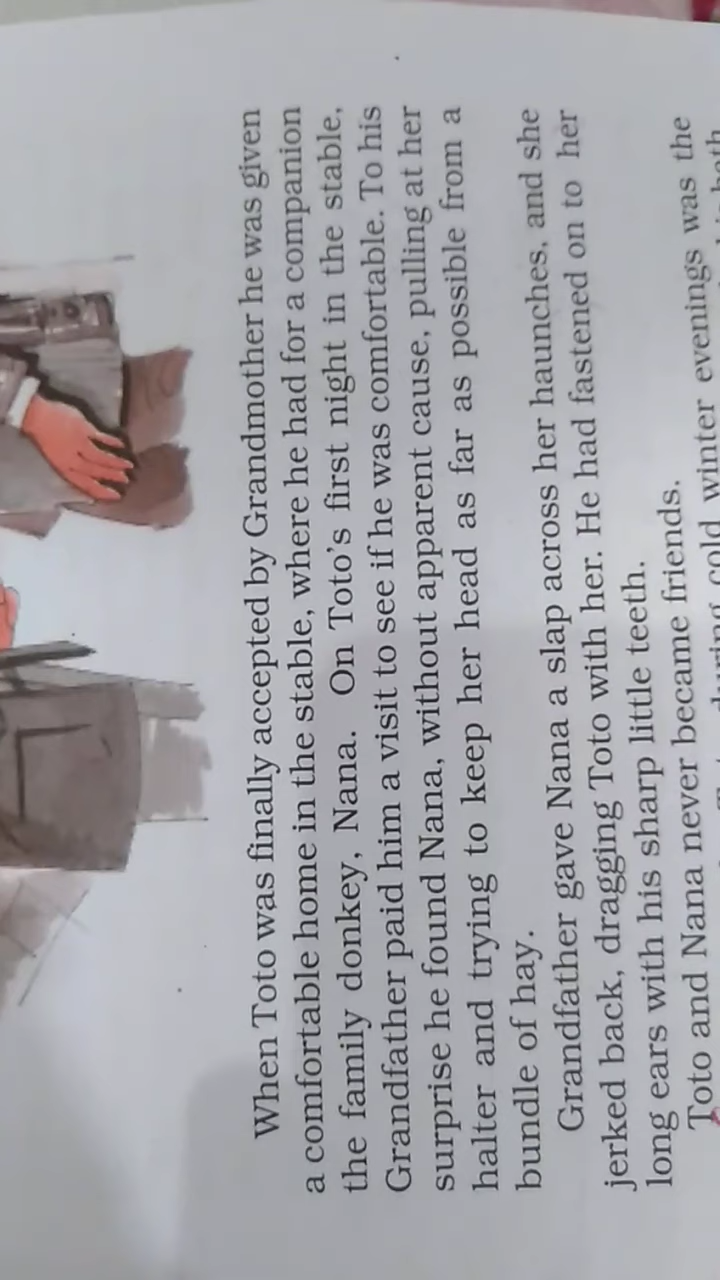 When Toto was finally accepted by Grandmother he was given
a comfortable home in the stable, where he had for a companion
the family donkey, Nana. On Toto's first night in the stable,
Grandfather paid him a visit to see if he was comfortable. To his
surprise he found Nana, without apparent cause, pulling at her
halter and trying to keep her head as far as possible from a
bundle of hay.
Grandfather gave Nana a slap across her haunches, and she
jerked back, dragging Toto with her. He had fastened on to her
long ears with his sharp little teeth.
Toto and Nana never became friends.
during cold winter evenings was the